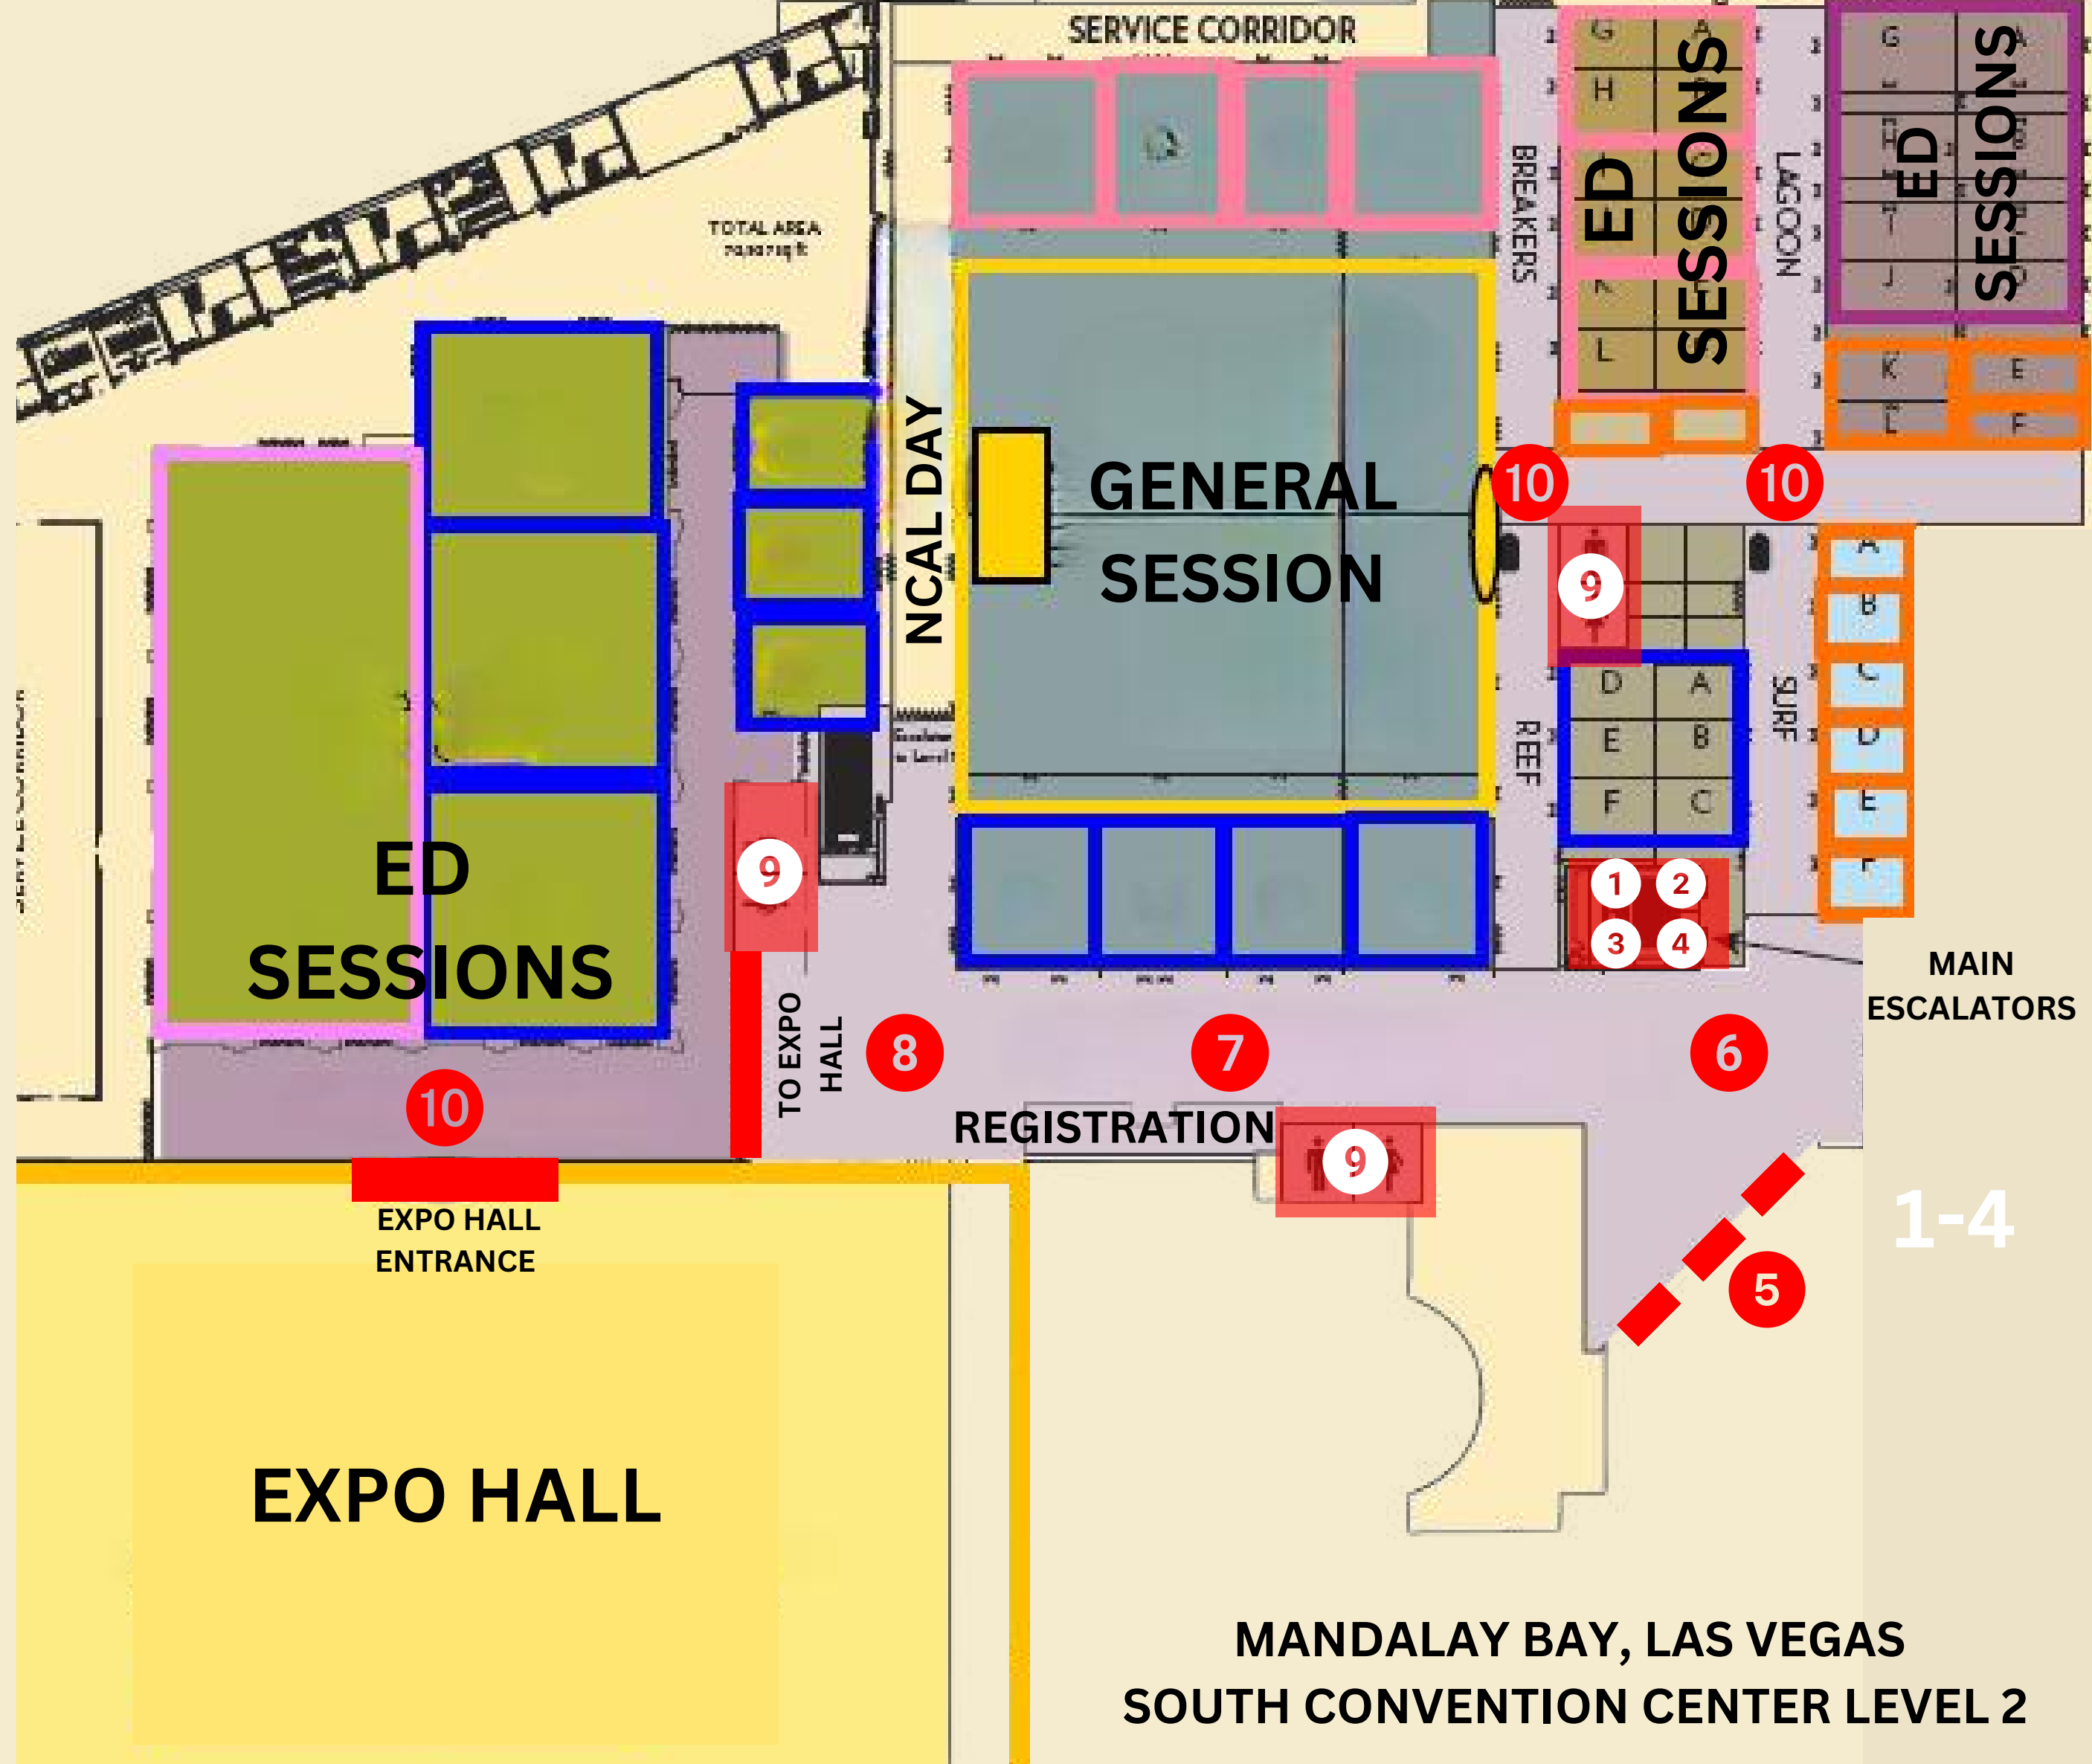 SERVICE CORRIDOR
G
A
H
L
ED
SESSIONS
BREAKERS
LAGOON
G
A
J
ED
SESSIONS
K
E
F
TOTAL AREA
NCAL DAY
GENERAL
SESSION
10
10
9
D
A
E
B
F
C
REEF
SURF
A
B
C
D
E
F
1
2
3
4
MAIN
ESCALATORS
ED
SESSIONS
9
TO EXPO
HALL
8
7
6
10
REGISTRATION
9
EXPO HALL
ENTRANCE
1-4
5
EXPO HALL
MANDALAY BAY, LAS VEGAS
SOUTH CONVENTION CENTER LEVEL 2